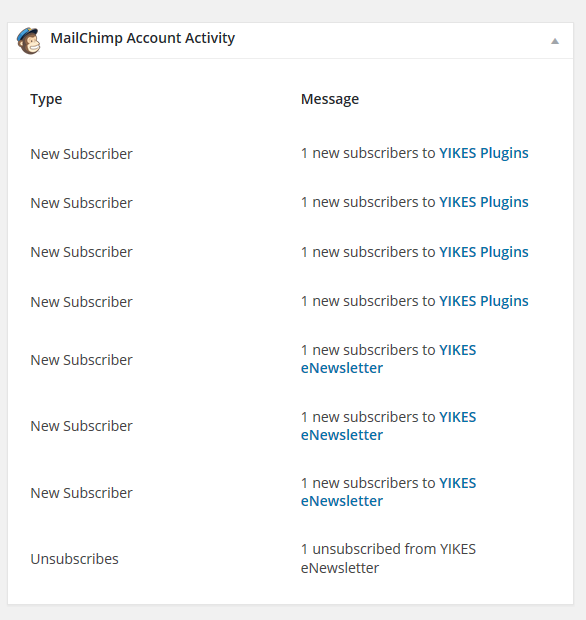 MailChimp Account Activity
Type Message
New Subscriber 1 new subscribers to YIKES Plugins
New Subscriber 1 new subscribers to YIKES Plugins
New Subscriber 1 new subscribers to YIKES Plugins
New Subscriber 1 new subscribers to YIKES Plugins
New Subscriber 1 new subscribers to YIKES
eNewsletter
New Subscriber 1 new subscribers to YIKES
eNewsletter
New Subscriber 1 new subscribers to YIKES
eNewsletter
Unsubscribes 1 unsubscribed from YIKES
eNewsletter